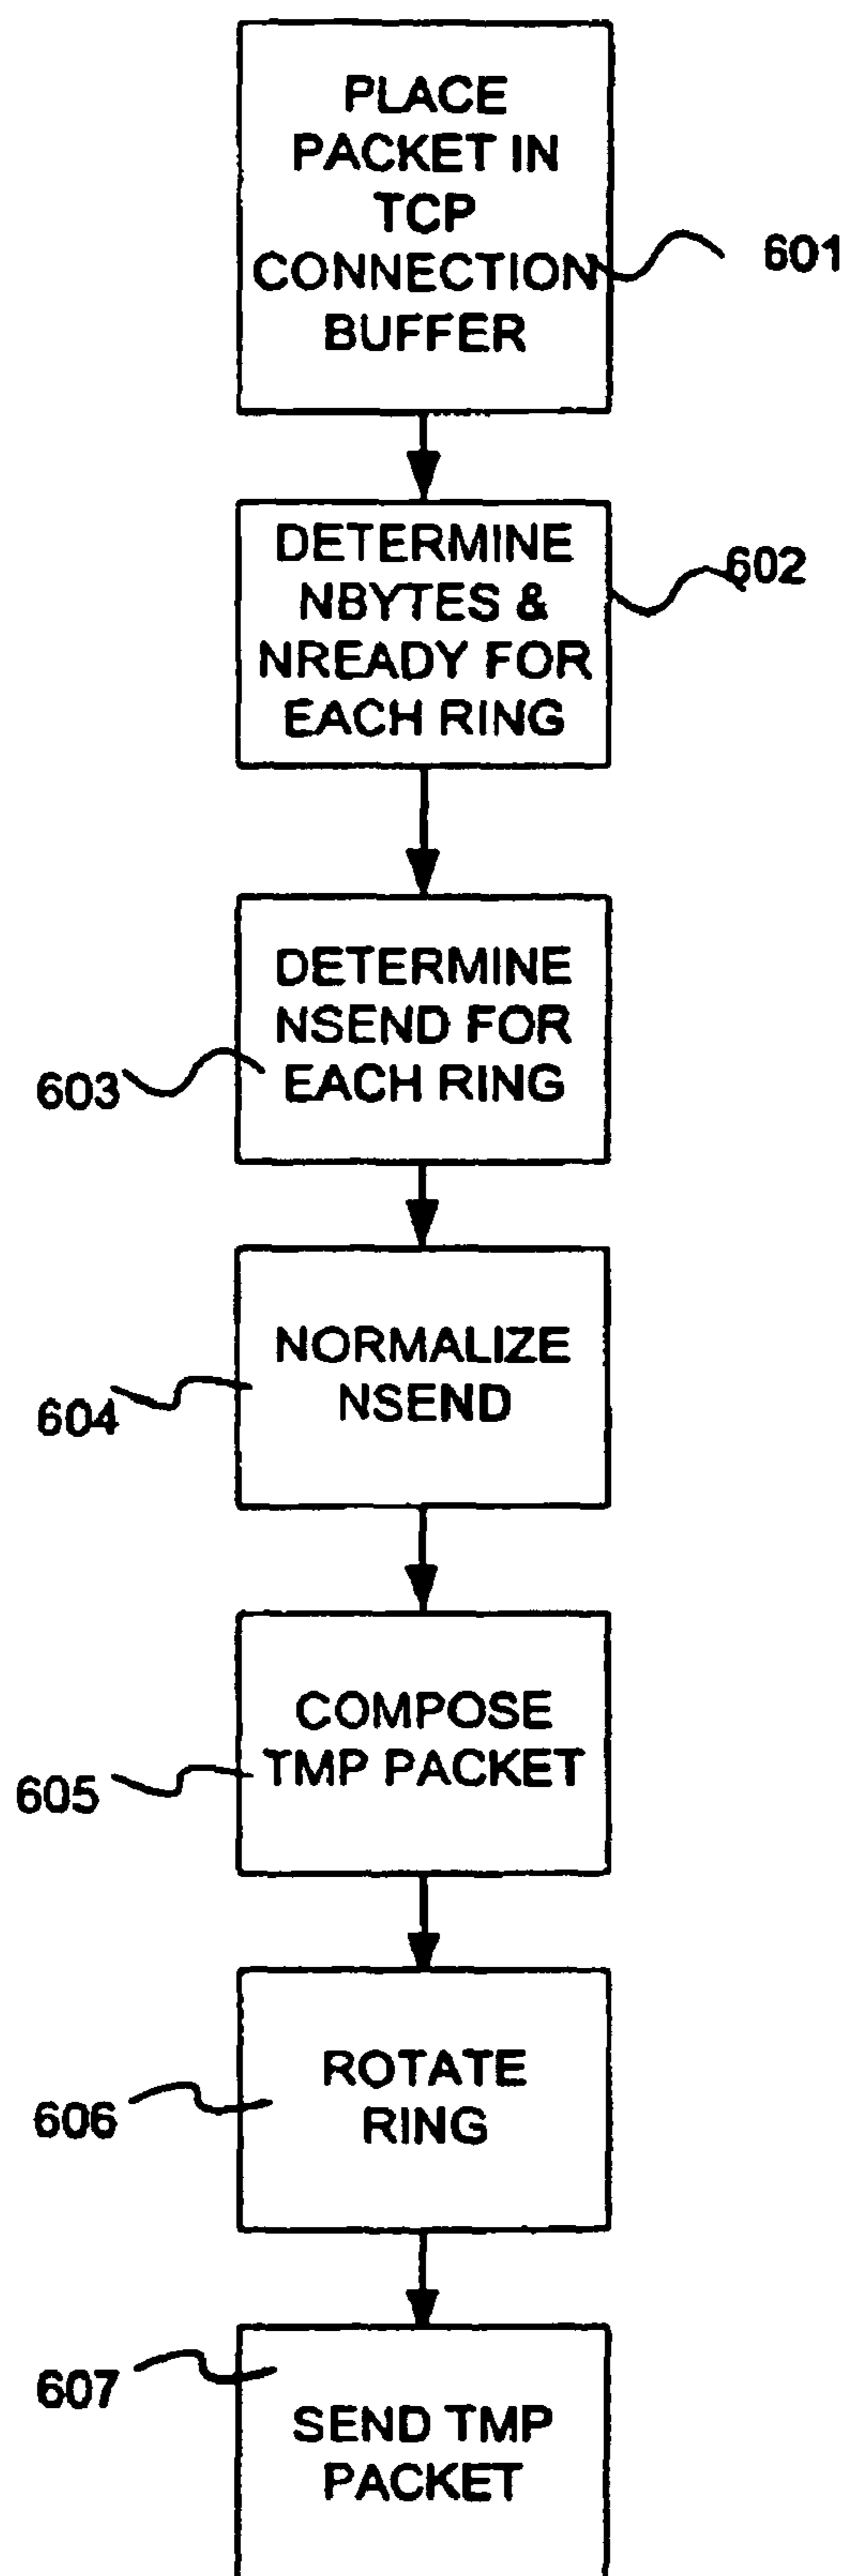 PLACE
PACKET IN
TCP
CONNECTION
BUFFER
601
DETERMINE
NBYTES &
NREADY FOR
EACH RING
602
DETERMINE
NSEND FOR
EACH RING
603
NORMALIZE
NSEND
604
COMPOSE
TMP PACKET
605
ROTATE
RING
606
607
SEND TMP
PACKET